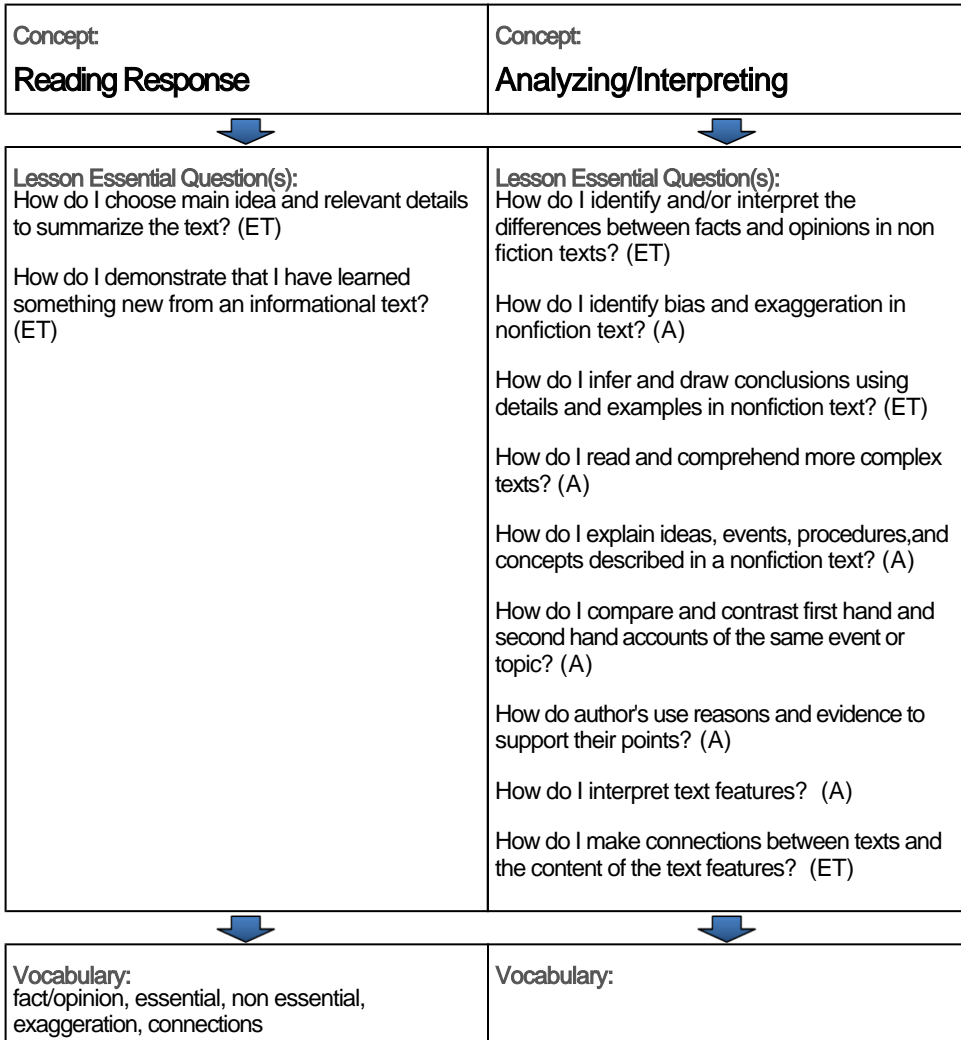 Concept:
Reading Response
Concept:
Analyzing/Interpreting
Lesson Essential Question(s):
How do I choose main idea and relevant details
to summarize the text? (ET)
How do I demonstrate that I have learned
something new from an informational text?
(ET)
Lesson Essential Question(s):
How do I identify and/or interpret the
differences between facts and opinions in non
fiction texts? (ET)
How do I identify bias and exaggeration in
nonfiction text? (A)
How do I infer and draw conclusions using
details and examples in nonfiction text? (ET)
How do I read and comprehend more complex
texts? (A)
How do I explain ideas, events, procedures,and
concepts described in a nonfiction text? (A)
How do I compare and contrast first hand and
second hand accounts of the same event or
topic? (A)
How do author's use reasons and evidence to
support their points? (A)
How do I interpret text features? (A)
How do I make connections between texts and
the content of the text features? (ET)
Vocabulary:
fact/opinion, essential, non essential,
exaggeration, connections
Vocabulary: